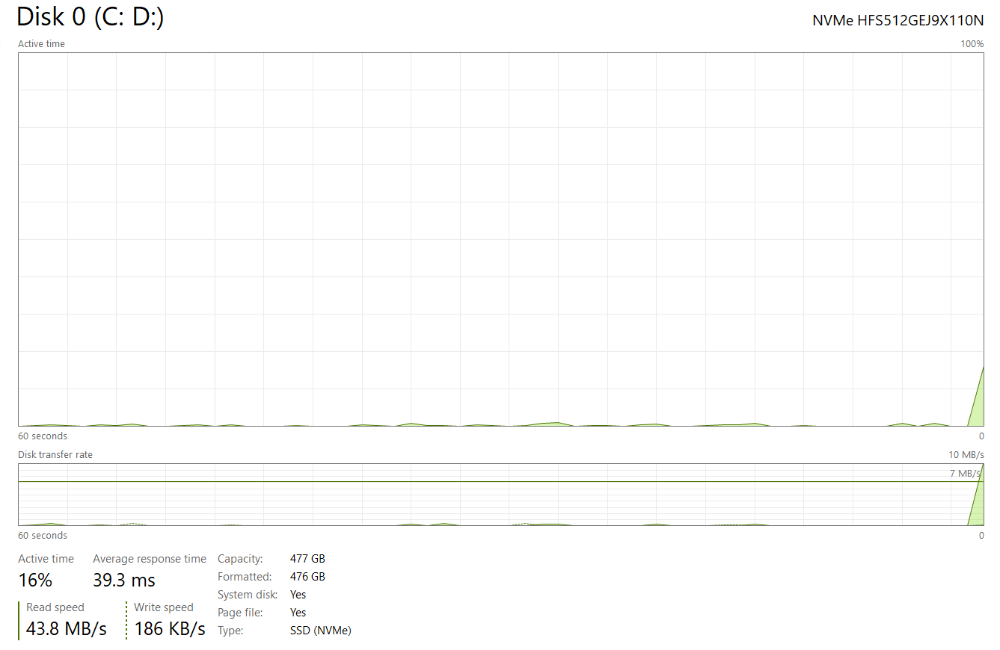 Disk 0 (C: D:)
NVMe HFS512GEJ9X110N
Active time
100%
60 seconds
0
Disk transfer rate
10 MB/s
7 MB/s
60 seconds
0
Active time
16%
Average response time
39.3 ms
Read speed
43.8 MB/s
Write speed
186 KB/s
Capacity: 477 GB
Formatted: 476 GB
System disk: Yes
Page file: Yes
Type: SSD (NVMe)